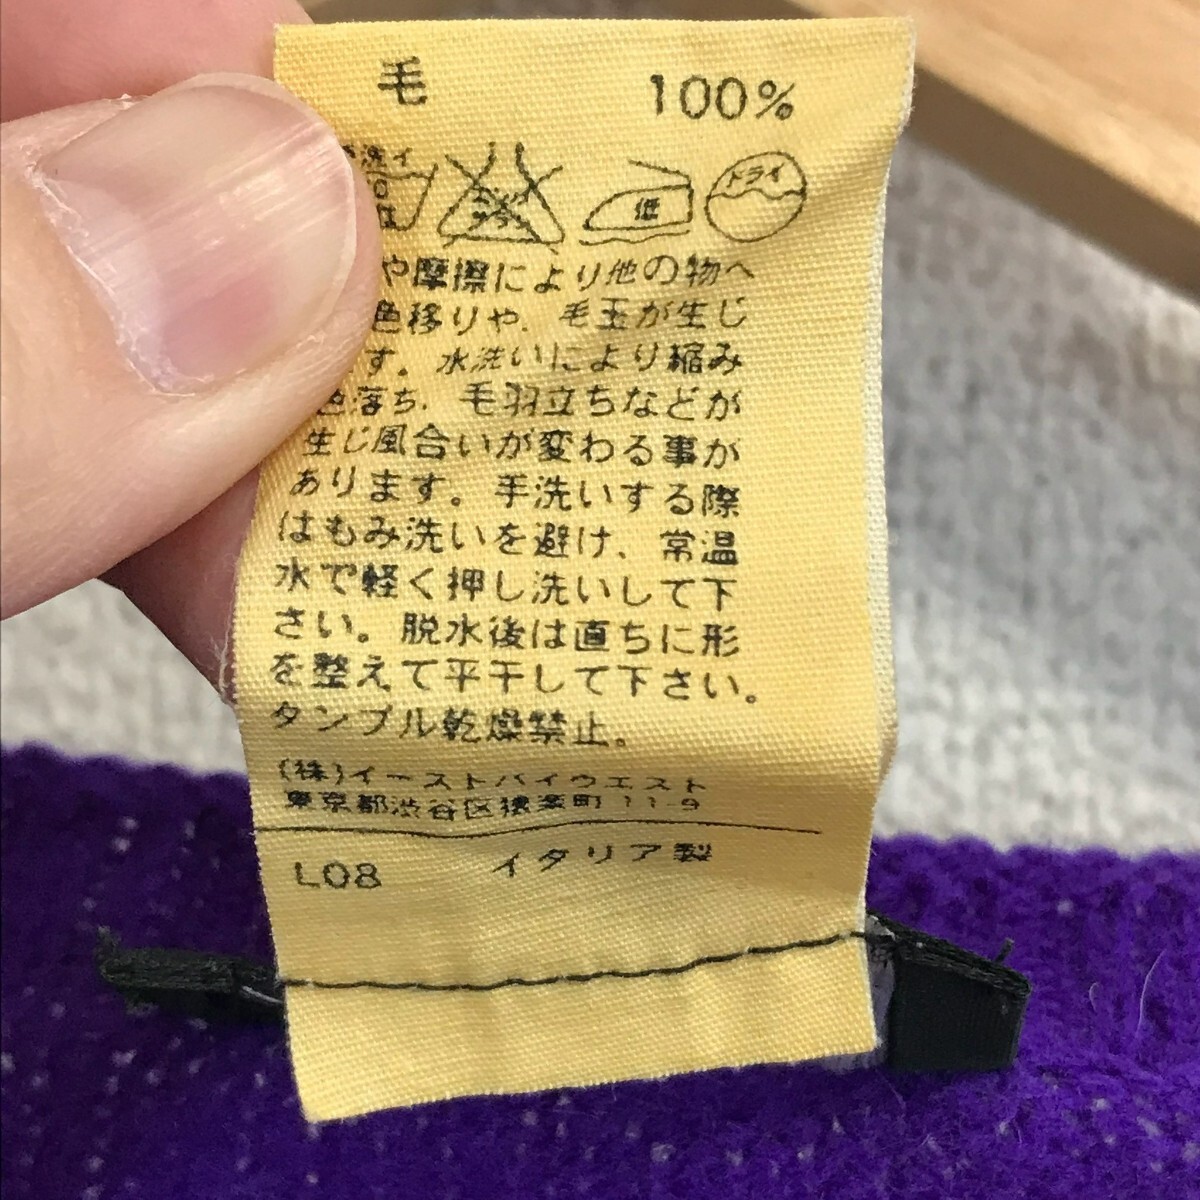 毛 100%
洗イ
低 ドライ
や摩擦により他の物へ
色移りや、毛玉が生じ
す。水洗いにより縮み
色落ち、毛羽立ちなどが
生じ風合いが変わる事が
あります。手洗いする際
はもみ洗いを避け、常温
水で軽く押し洗いして下
さい。脱水後は直ちに形
を整えて平干して下さい。
タンブル乾燥禁止。
(株)イーストバイウエスト
東京都渋谷区猿楽町11-9
L08 イタリア製